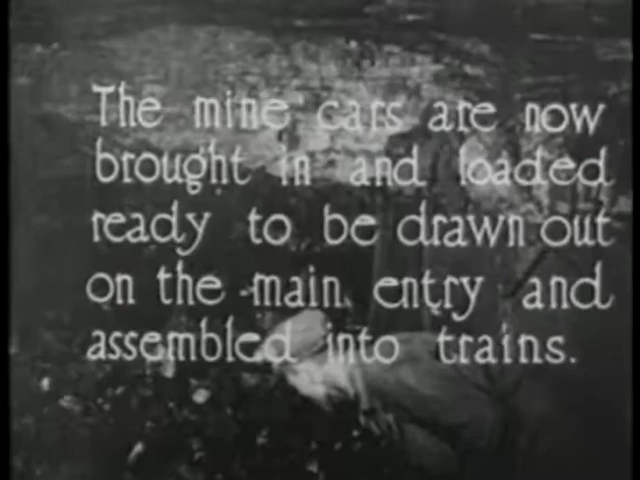 The mine cars are now
brought in and loaded
ready to be drawn out
on the main entry and
assembled into trains.